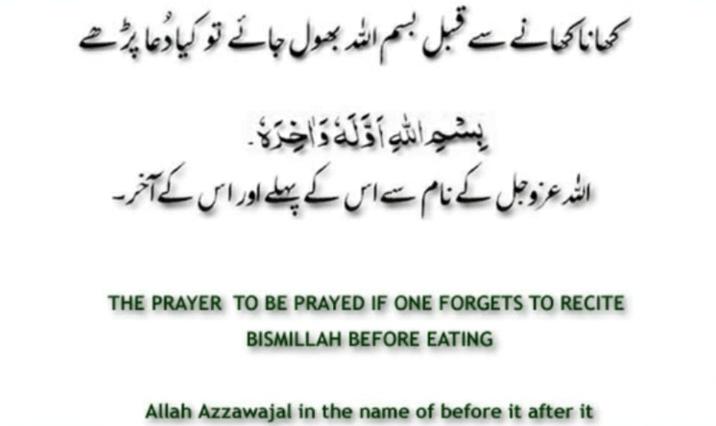 کھانا کھانے سے قبل بسم اللہ بھول جائے تو کیا دُعا پڑھے
بِسْمِ اللّٰهِ اَوَّلَهٗ وَاٰخِرَهٗ.
اللہ عزوجل کے نام سے اس کے پہلے اور اس کے آخر۔
THE PRAYER TO BE PRAYED IF ONE FORGETS TO RECITE
BISMILLAH BEFORE EATING
Allah Azzawajal in the name of before it after it